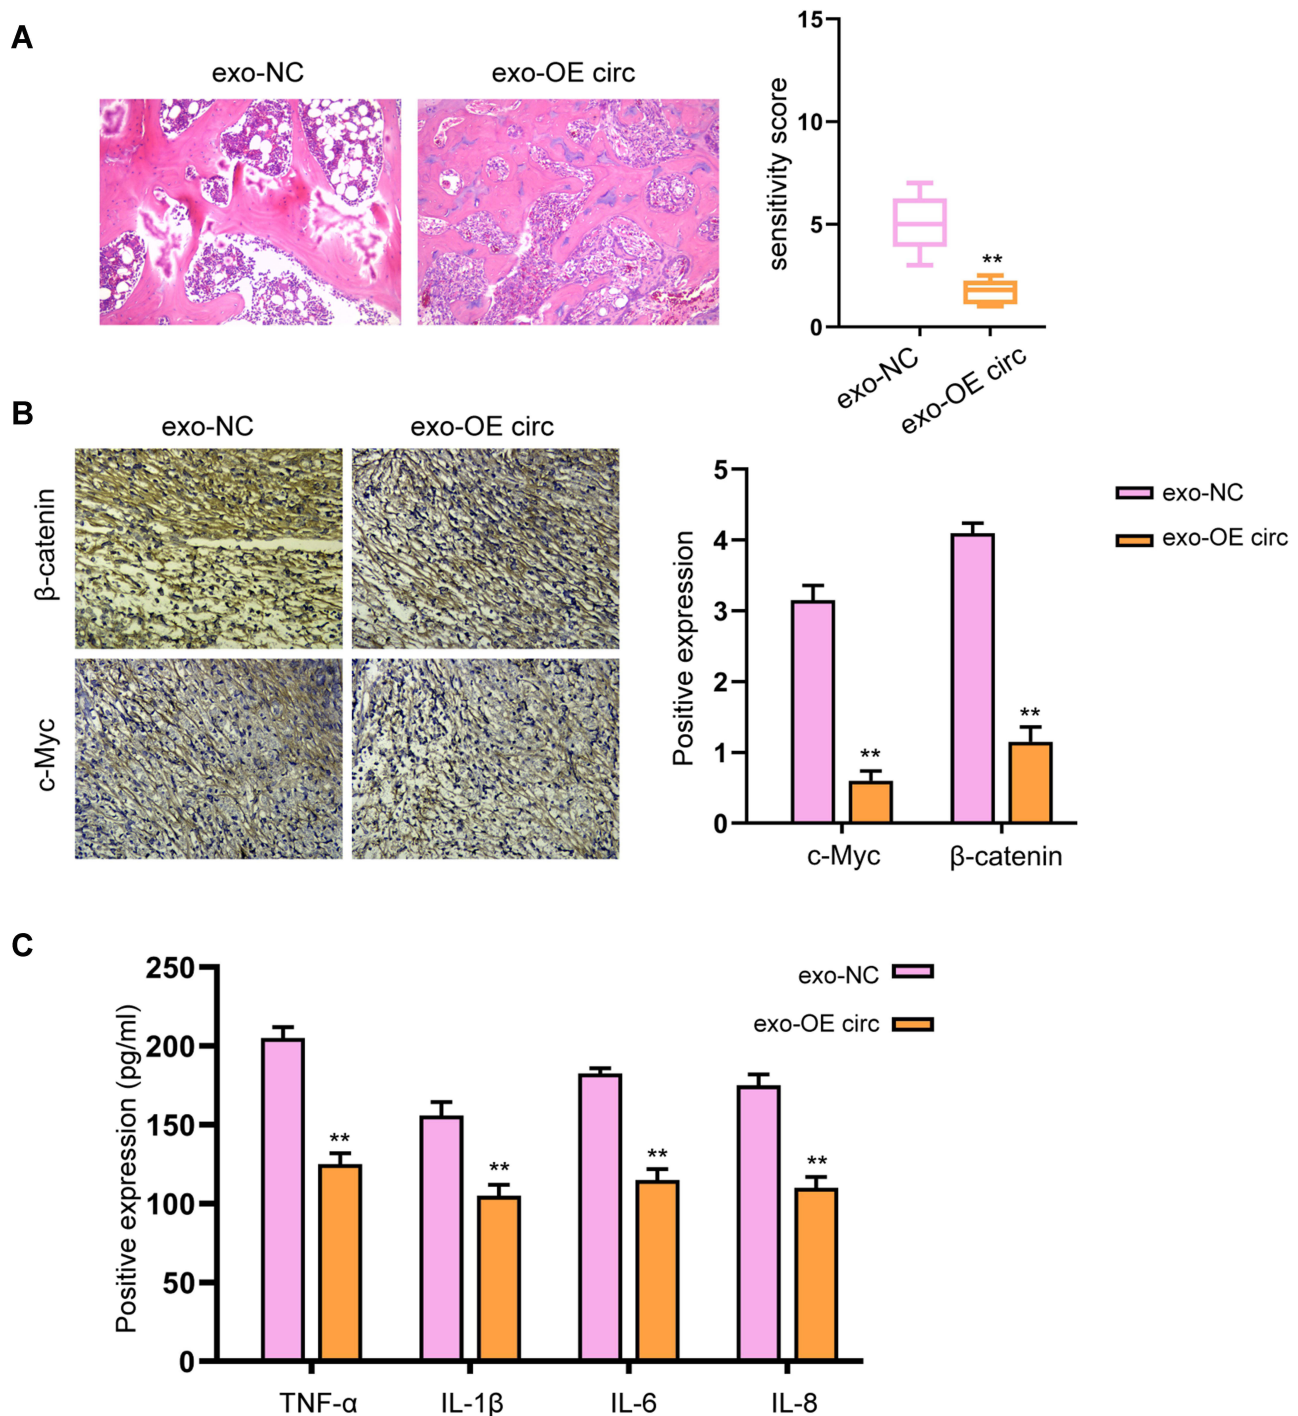 A
exo-NC
exo-OE circ
sensitivity score
15
10
5
0
**
exo-NC
exo-OE circ
B
exo-NC
exo-OE circ
β-catenin
c-Myc
Positive expression
5
4
3
2
1
0
**
**
c-Myc
β-catenin
exo-NC
exo-OE circ
C
Positive expression (pg/ml)
250
200
150
100
50
0
**
**
**
**
TNF-α
IL-1β
IL-6
IL-8
exo-NC
exo-OE circ